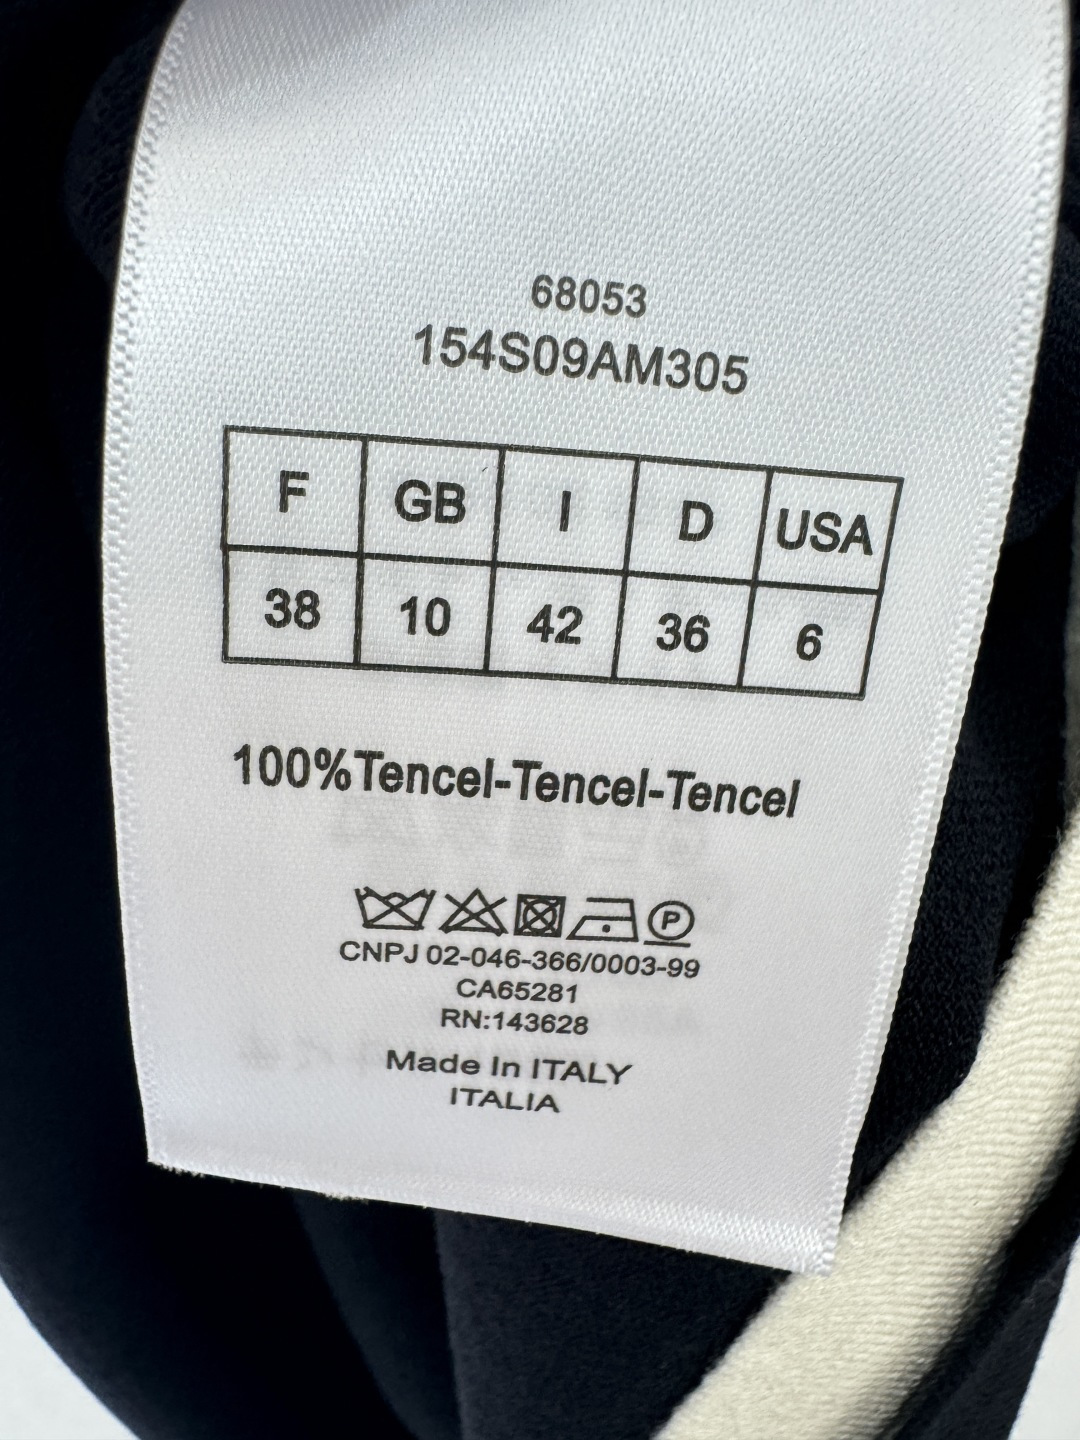 68053
154S09AM305
F GB I D USA
38 10 42 36 6
100%Tencel-Tencel-Tencel
P
CNPJ 02-046-366/0003-99
CA65281
RN:143628
Made In ITALY
ITALIA